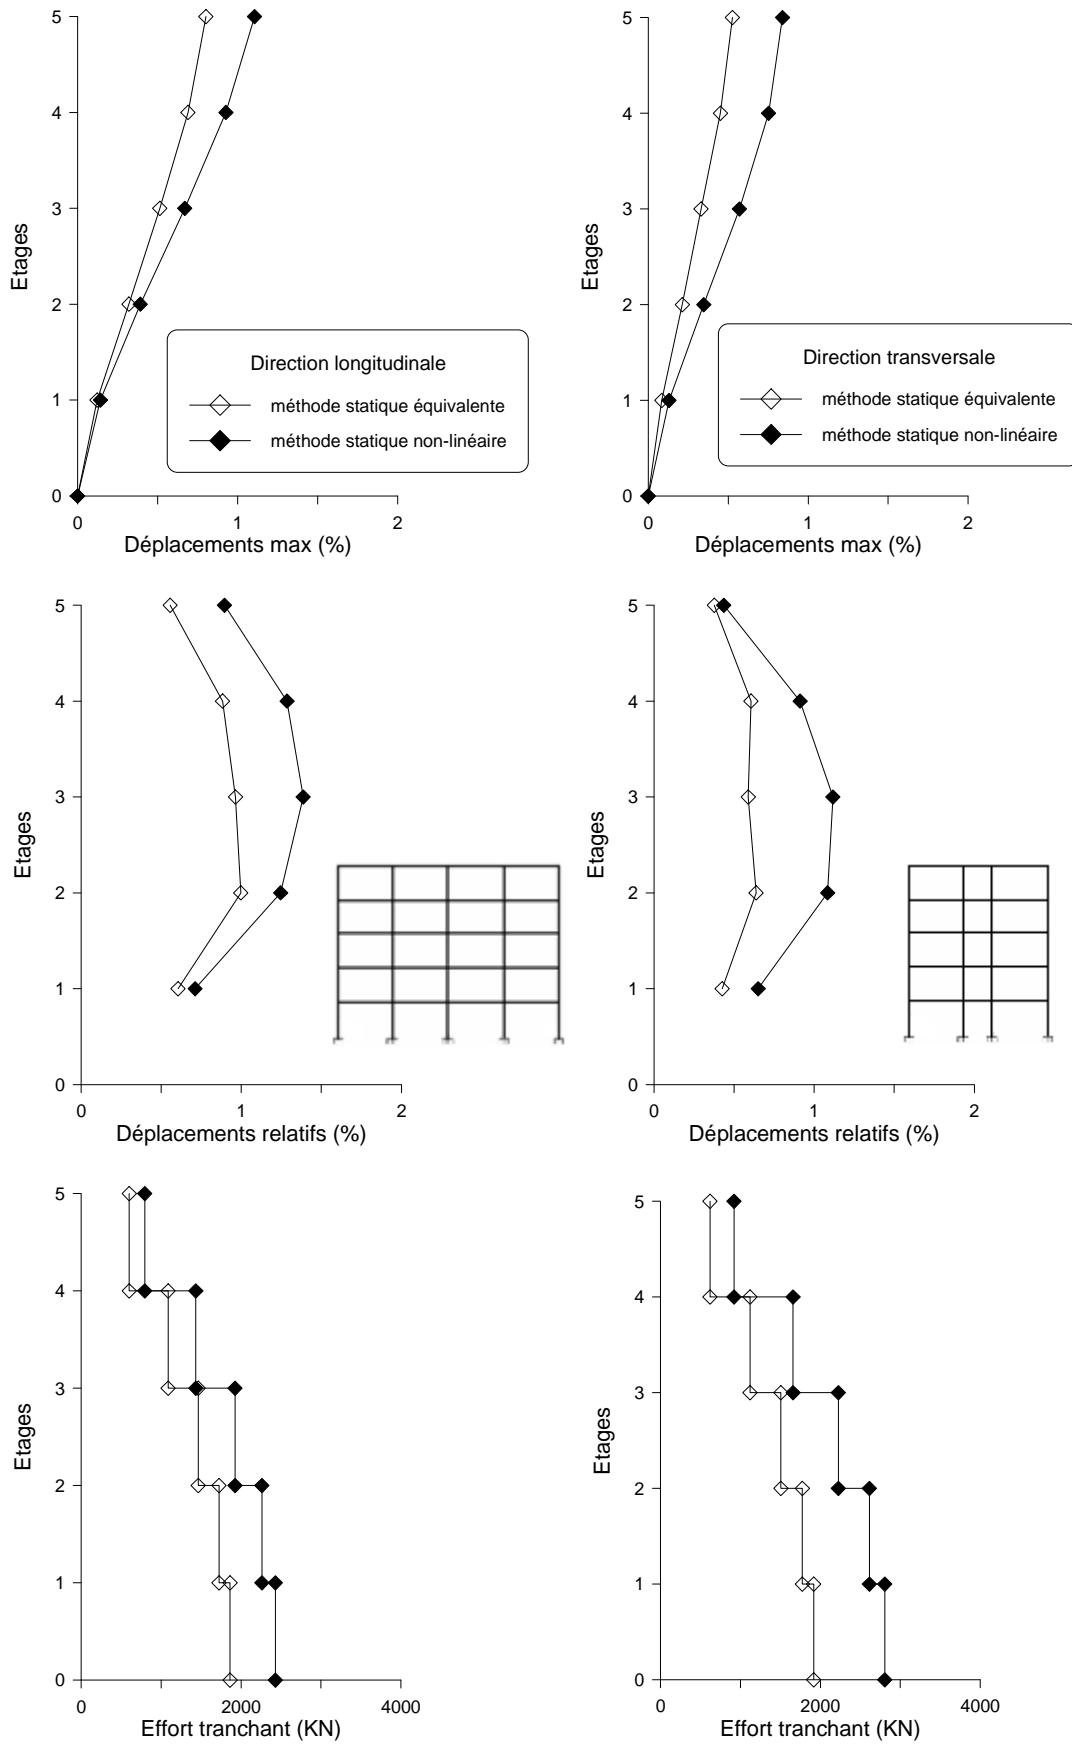 5
4
3
2
1
0
Etages
Direction longitudinale
méthode statique équivalente
méthode statique non-linéaire
0 1 2
Déplacements max (%)
5
4
3
2
1
0
Etages
Direction transversale
méthode statique équivalente
méthode statique non-linéaire
0 1 2
Déplacements max (%)
5
4
3
2
1
0
Etages
0 1 2
Déplacements relatifs (%)
5
4
3
2
1
0
Etages
0 1 2
Déplacements relatifs (%)
5
4
3
2
1
0
Etages
0 2000 4000
Effort tranchant (KN)
5
4
3
2
1
0
Etages
0 2000 4000
Effort tranchant (KN)